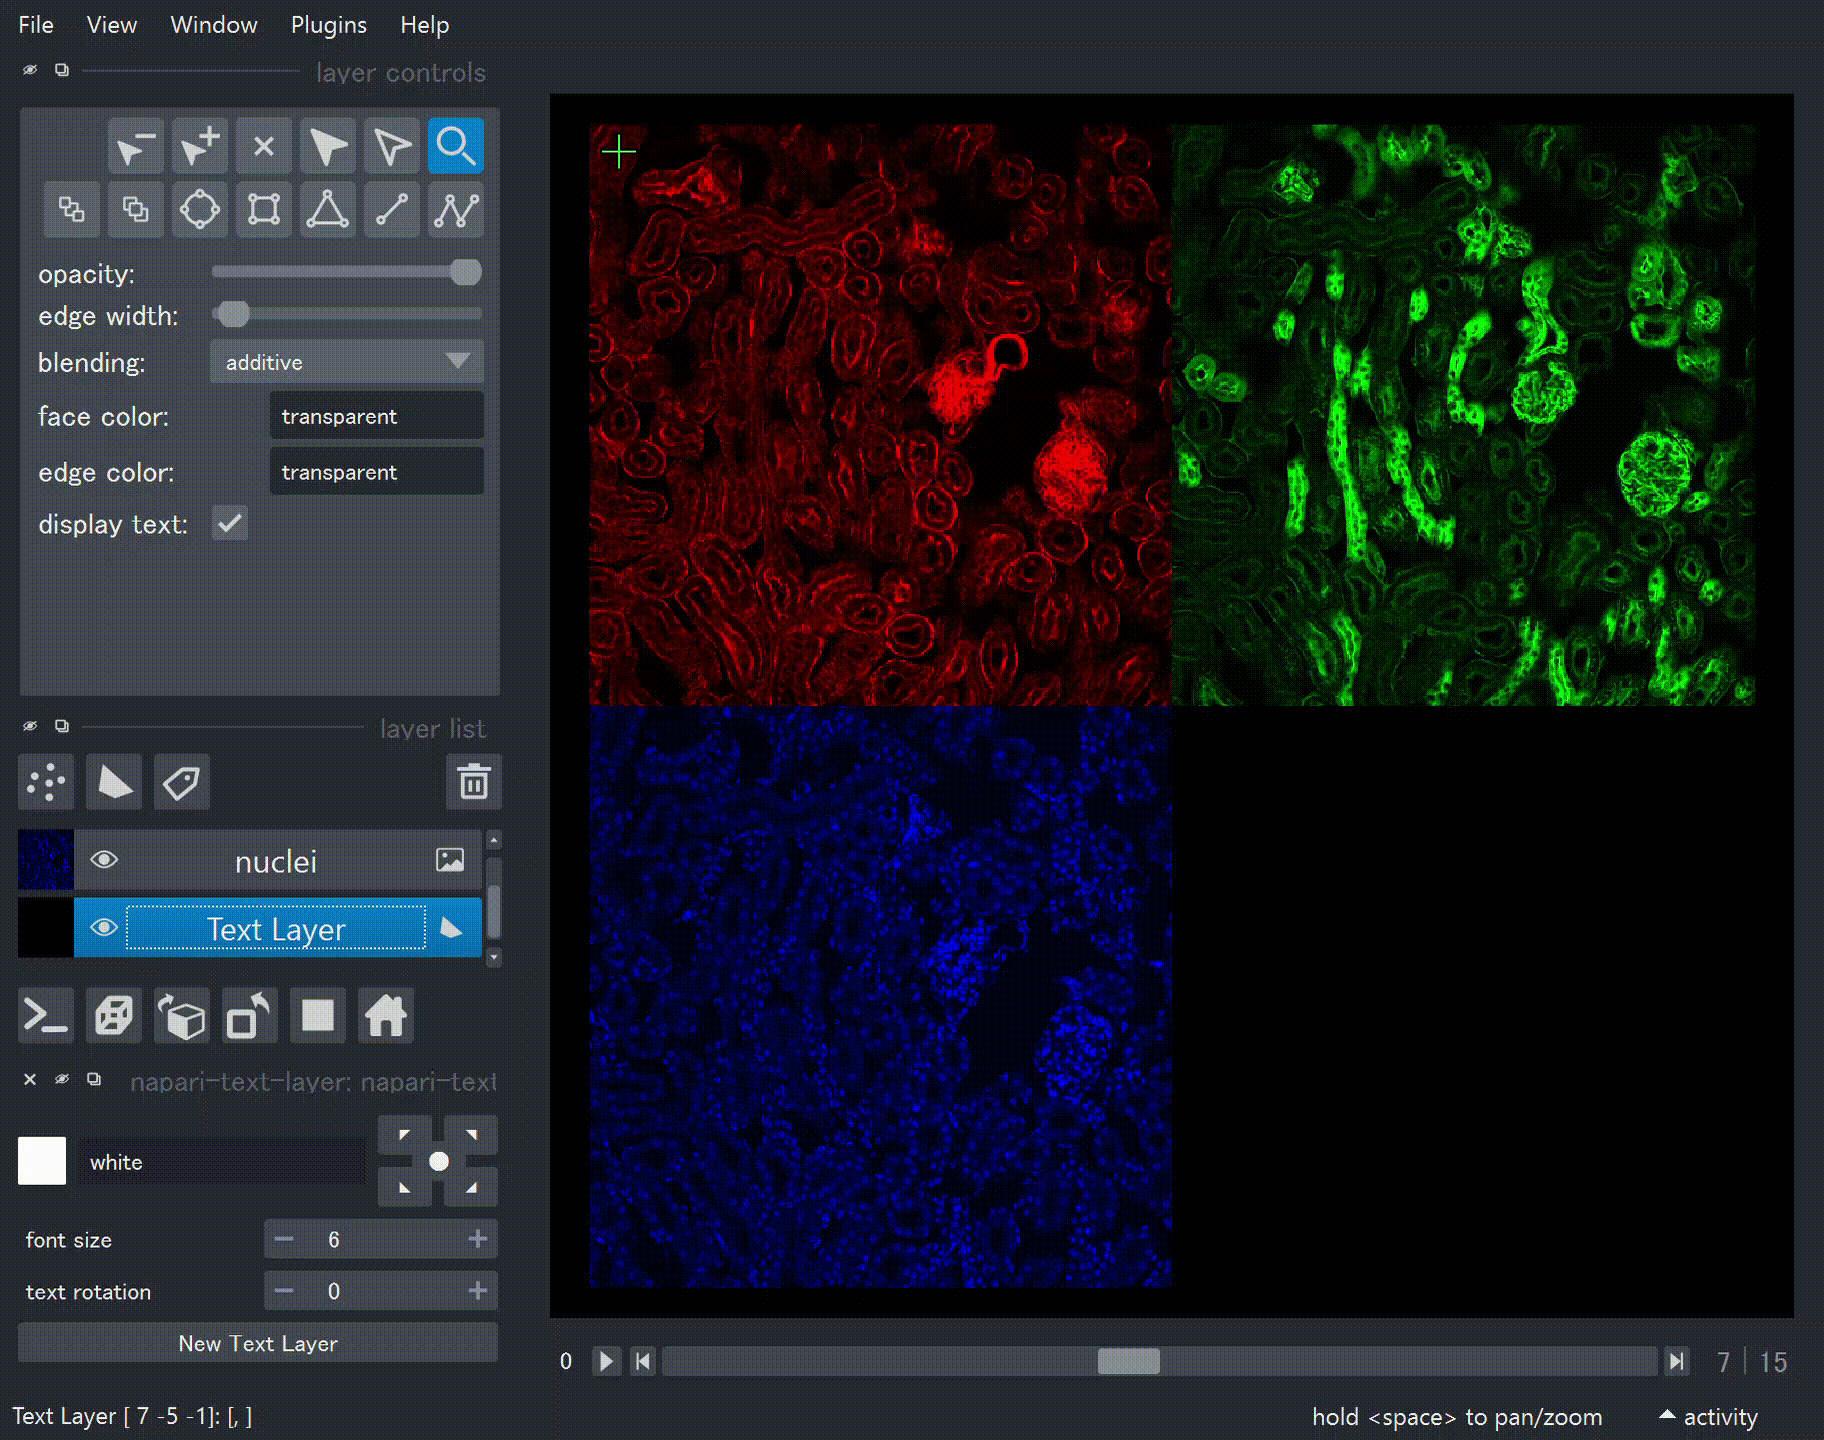 File View Window Plugins Help
layer controls
opacity:
edge width:
blending: additive
face color: transparent
edge color: transparent
display text:
layer list
nuclei
Text Layer
napari-text-layer: napari-text
white
font size 6
text rotation 0
New Text Layer
0 7 15
Text Layer [ 7 -5 -1]: [, ] hold <space> to pan/zoom activity